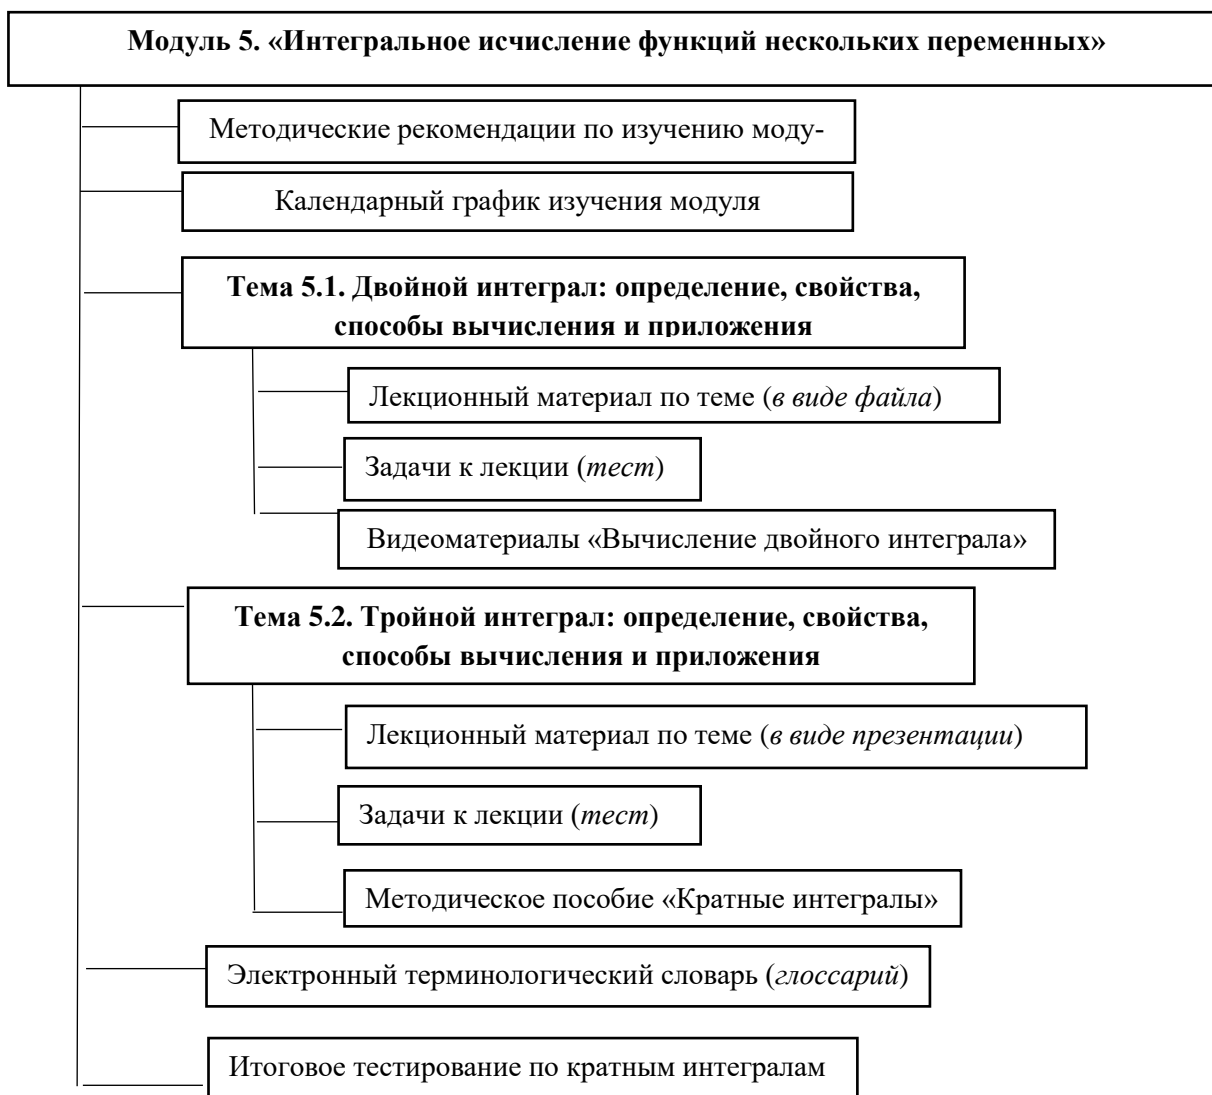 Модуль 5. «Интегральное исчисление функций нескольких переменных»
Методические рекомендации по изучению моду-
Календарный график изучения модуля
Тема 5.1. Двойной интеграл: определение, свойства,
способы вычисления и приложения
Лекционный материал по теме (в виде файла)
Задачи к лекции (тест)
Видеоматериалы «Вычисление двойного интеграла»
Тема 5.2. Тройной интеграл: определение, свойства,
способы вычисления и приложения
Лекционный материал по теме (в виде презентации)
Задачи к лекции (тест)
Методическое пособие «Кратные интегралы»
Электронный терминологический словарь (глоссарий)
Итоговое тестирование по кратным интегралам